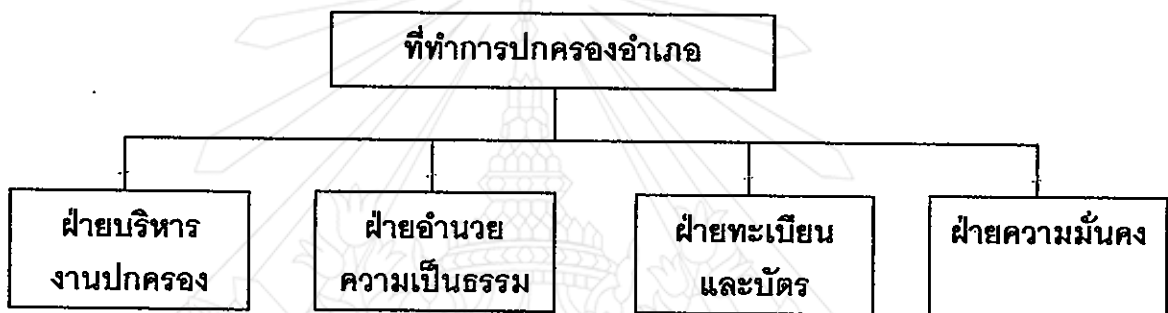 ที่ทำการปกครองอำเภอ
ฝ่ายบริหาร
งานปกครอง
ฝ่ายอำนวย
ความเป็นธรรม
ฝ่ายทะเบียน
และบัตร
ฝ่ายความมั่นคง